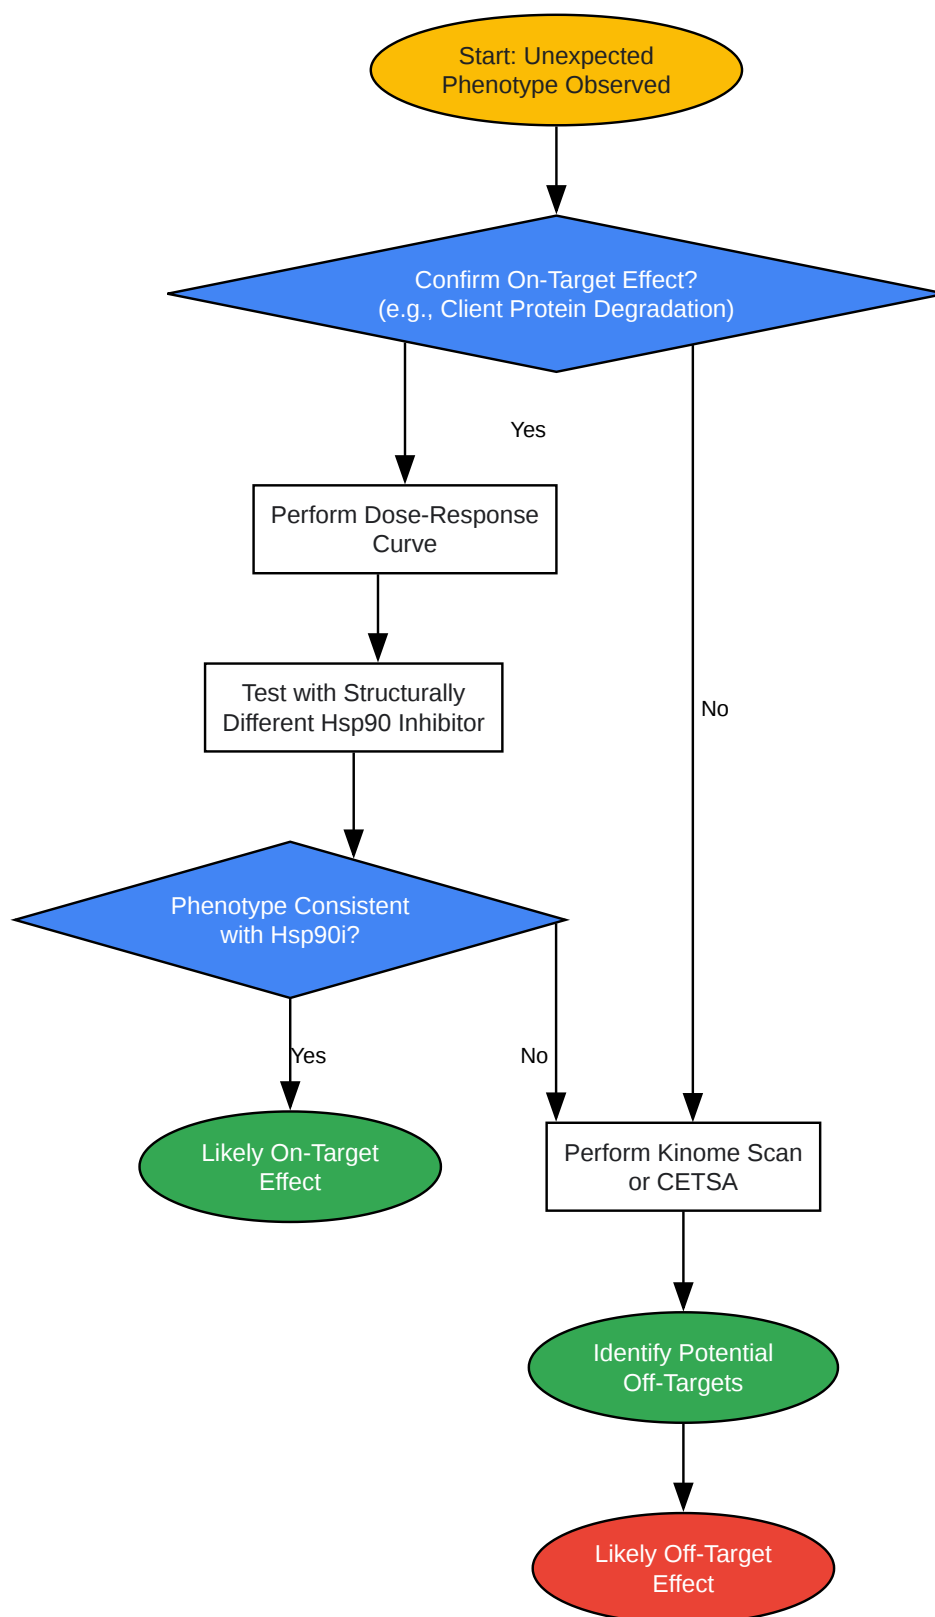 Start: Unexpected
Phenotype Observed
Confirm On-Target Effect?
(e.g., Client Protein Degradation)
Yes
Perform Dose-Response
Curve
Test with Structurally
Different Hsp90 Inhibitor
No
Phenotype Consistent
with Hsp90i?
Yes
No
Likely On-Target
Effect
Perform Kinome Scan
or CETSA
Identify Potential
Off-Targets
Likely Off-Target
Effect